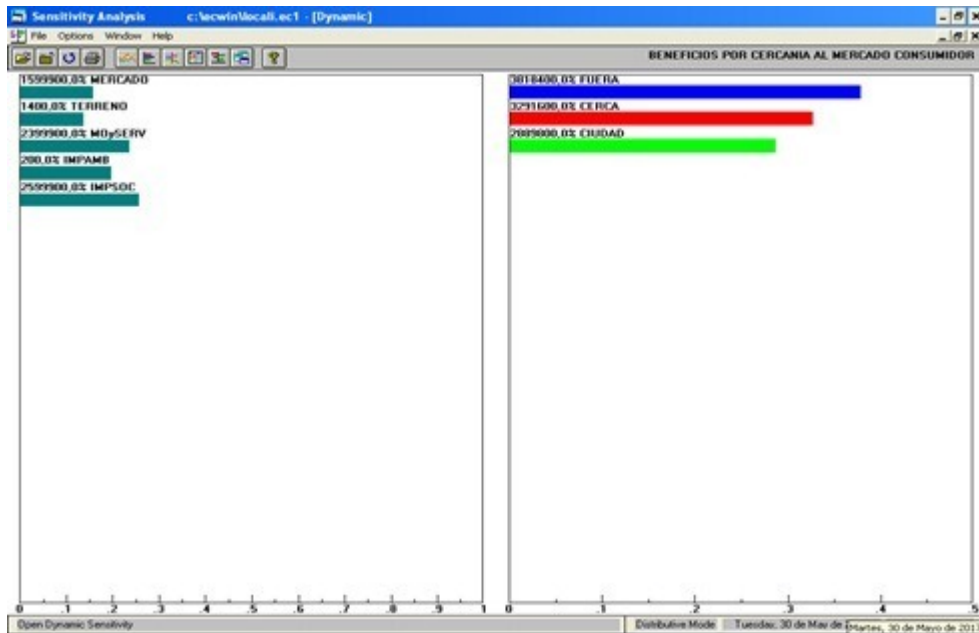 Sensitivity Analysis c:\ecwin\locali.ec1 - [Dynamic]
File Options Window Help
BENEFICIOS POR CERCANIA AL MERCADO CONSUMIDOR
1599900,0% MERCADO
1400,0% TERRENO
2399900,0% MOySERV
200,0% IMPAMB
2599900,0% IMPSOC
0 .1 .2 .3 .4 .5 .6 .7 .8 .9 1
3818400,0% FUERA
3291600,0% CERCA
2889800,0% CIUDAD
0 .1 .2 .3 .4 .5
Open Dynamic Sensitivity
Distributive Mode
Tuesday, 30 de May de
Martes, 30 de Mayo de 201